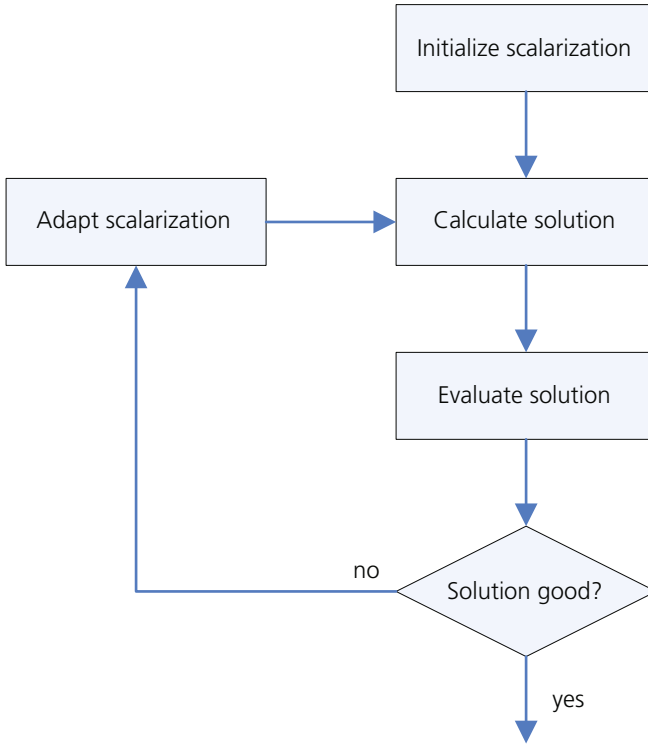 Initialize scalarization
Adapt scalarization
Calculate solution
Evaluate solution
no
Solution good?
yes